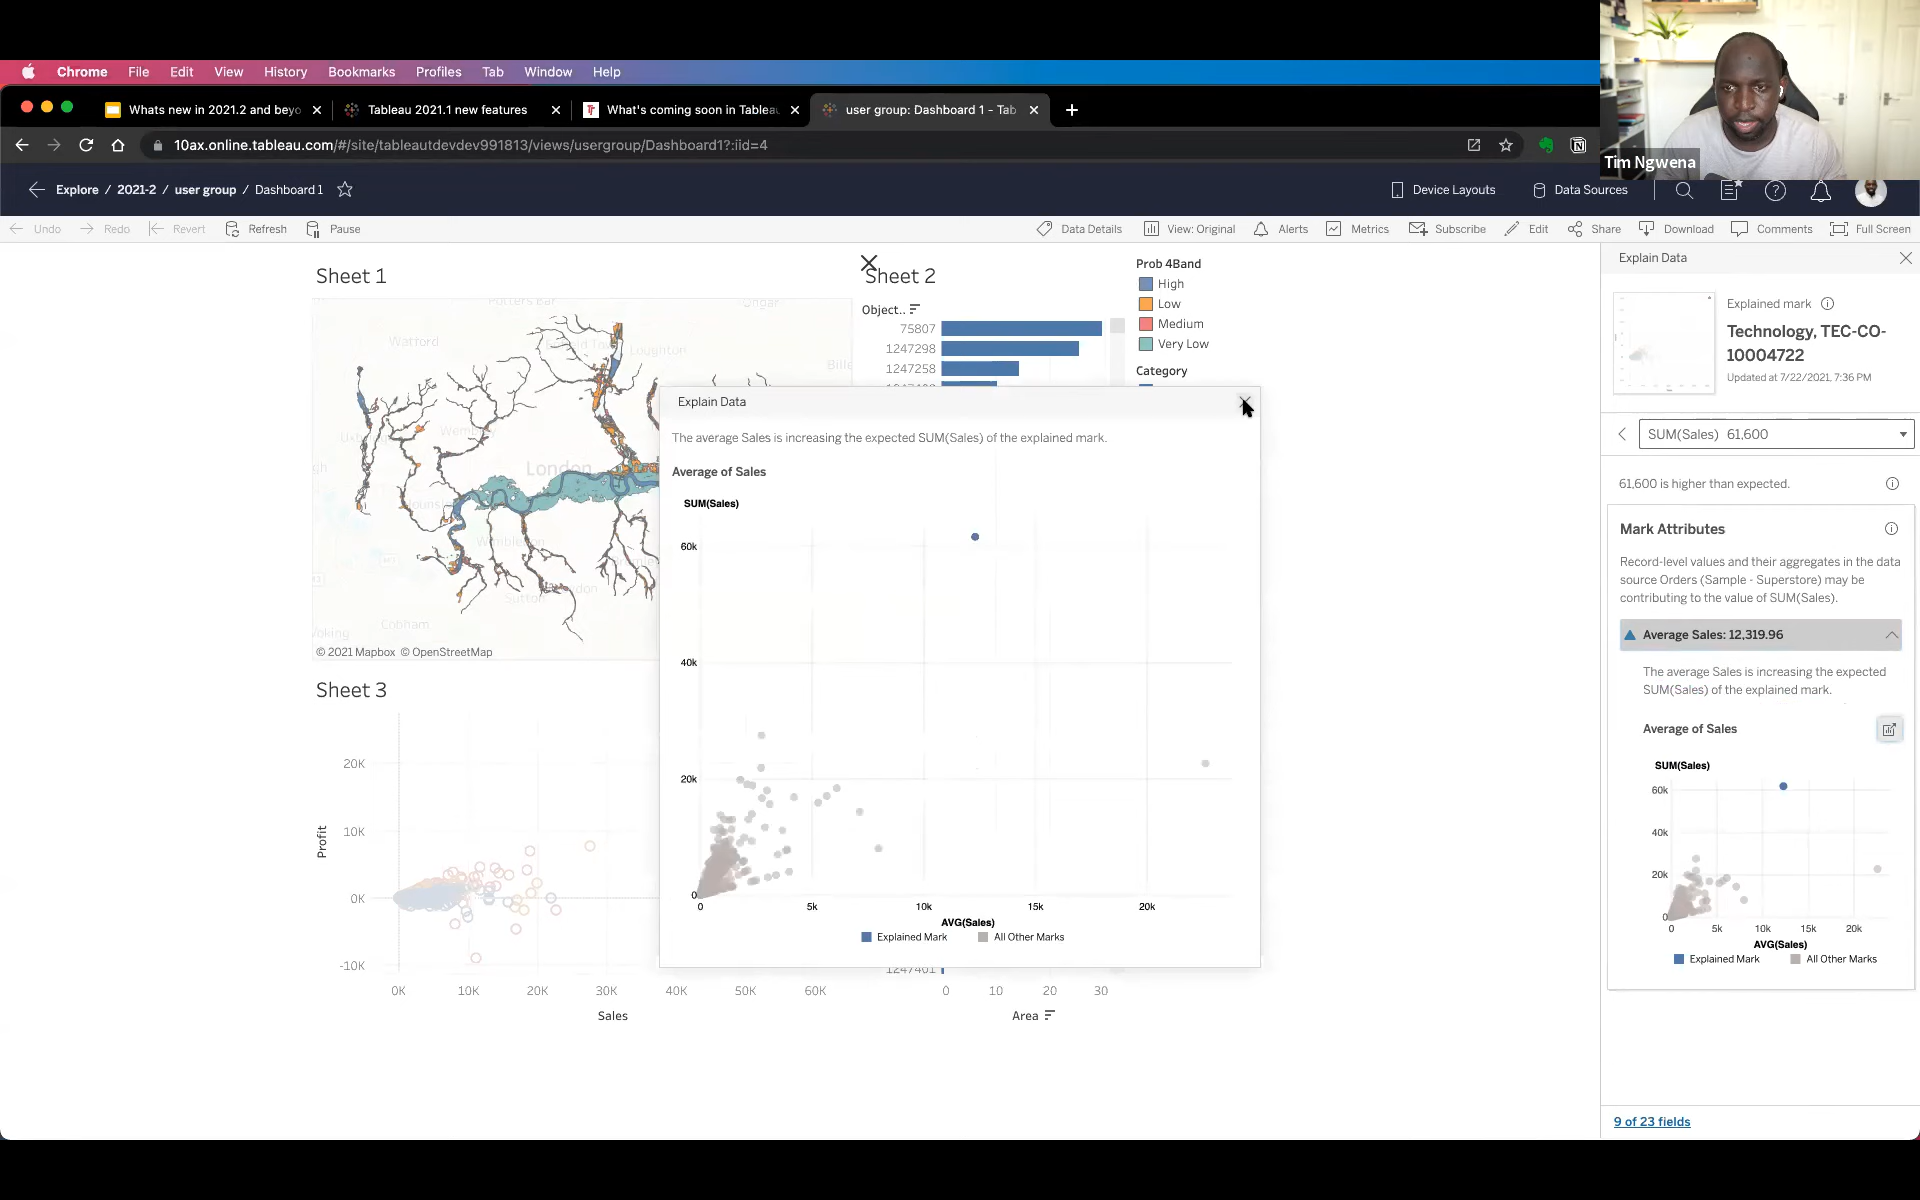 Chrome File Edit View History Bookmarks Profiles Tab Window Help
Whats new in 2021.2 and beyo
Tableau 2021.1 new features
What's coming soon in Tableau
user group: Dashboard 1 - Tab
10ax.online.tableau.com/#/site/tableautdevdev991813/views/usergroup/Dashboard1?:iid=4
Tim Ngwena
Explore / 2021-2 / user group / Dashboard 1
Device Layouts
Data Sources
Undo Redo Revert Refresh Pause
Data Details View: Original Alerts Metrics Subscribe Edit Share Download Comments Full Screen
Sheet 1
Potters Bar
Ongar
Watford
Loughton
London
Wimbledon
Sutton
Cobham
© 2021 Mapbox © OpenStreetMap
Sheet 2
Object..
75807
1247298
1247258
Prob 4Band
High
Low
Medium
Very Low
Category
Sheet 3
Profit
20K
10K
0K
-10K
0K 10K 20K 30K 40K 50K 60K
Sales
1247401
0 10 20 30
Area
Explain Data
The average Sales is increasing the expected SUM(Sales) of the explained mark.
Average of Sales
SUM(Sales)
60k
40k
20k
0
0 5k 10k 15k 20k
AVG(Sales)
Explained Mark All Other Marks
Explain Data
Explained mark
Technology, TEC-CO-
10004722
Updated at 7/22/2021, 7:36 PM
SUM(Sales) 61,600
61,600 is higher than expected.
Mark Attributes
Record-level values and their aggregates in the data
source Orders (Sample - Superstore) may be
contributing to the value of SUM(Sales).
Average Sales: 12,319.96
The average Sales is increasing the expected
SUM(Sales) of the explained mark.
Average of Sales
SUM(Sales)
60k
40k
20k
0
0 5k 10k 15k 20k
AVG(Sales)
Explained Mark All Other Marks
9 of 23 fields